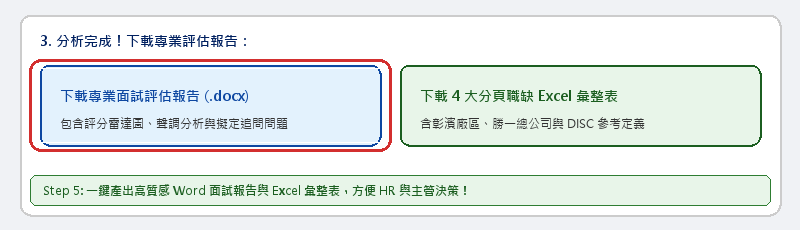 3. 分析完成！下載專業評估報告：
下載專業面試評估報告 (.docx)
包含評分雷達圖、聲調分析與擬定追問問題
下載 4 大分頁職缺 Excel 彙整表
含彰濱廠區、勝一總公司與 DISC 參考定義
Step 5: 一鍵產出高質感 Word 面試報告與 Excel 彙整表，方便 HR 與主管決策！